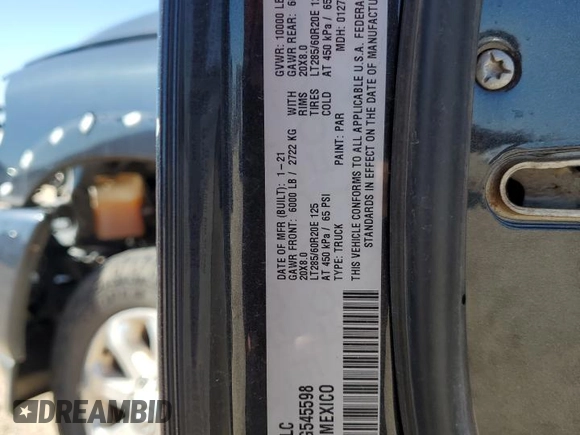 DATE OF MFR (BUILT): 1-21 GVWR: 10000 LB
GAWR FRONT: 6000 LB / 2722 KG WITH GAWR REAR:
20X8.0 RIMS 20X8.0
LT285/60R20E 125 TIRES LT285/60R20E
AT 450 kPa / 65 PSI COLD AT 450 kPa / 65
TYPE: TRUCK PAINT: PAR MDH: 0127
THIS VEHICLE CONFORMS TO ALL APPLICABLE U.S.A. FEDERA
STANDARDS IN EFFECT ON THE DATE OF MANUFACTU
LC
G545598
MEXICO
DREAMBID